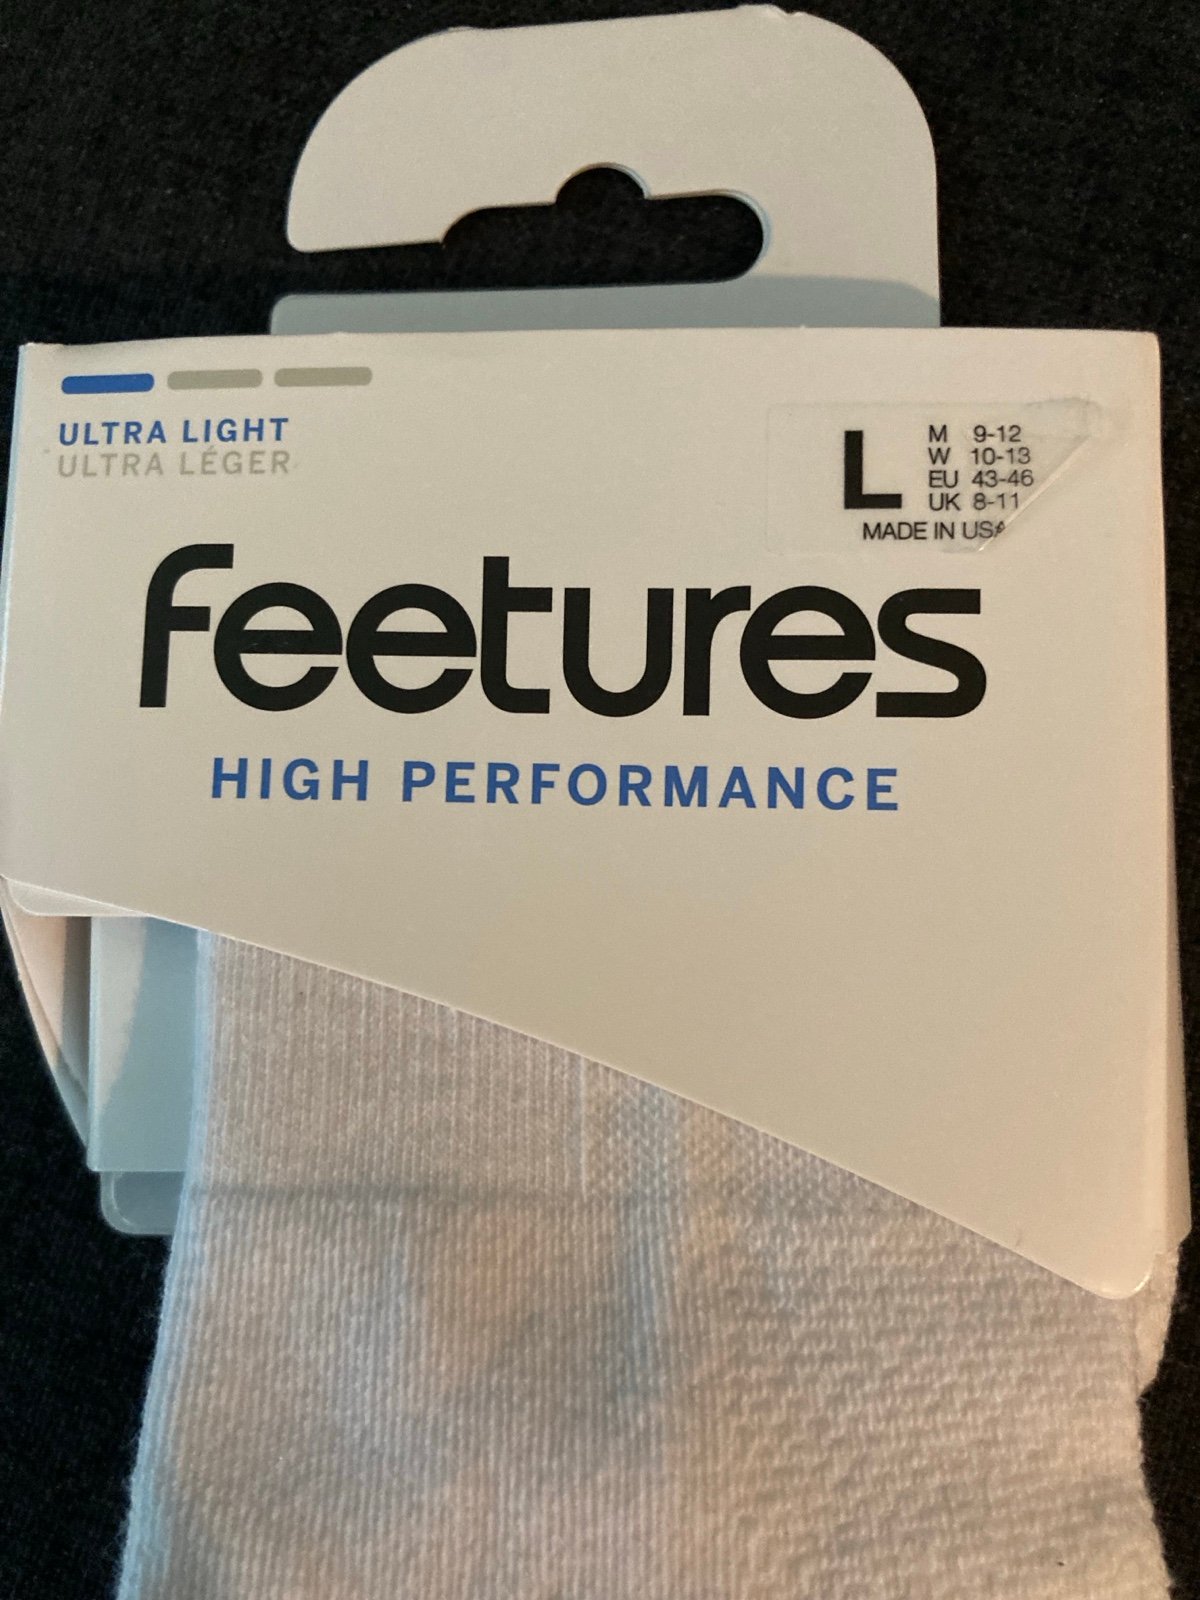 ULTRA LIGHT
ULTRA LÉGER
L
M 9-12
W 10-13
EU 43-46
UK 8-11
MADE IN USA
feetures
HIGH PERFORMANCE